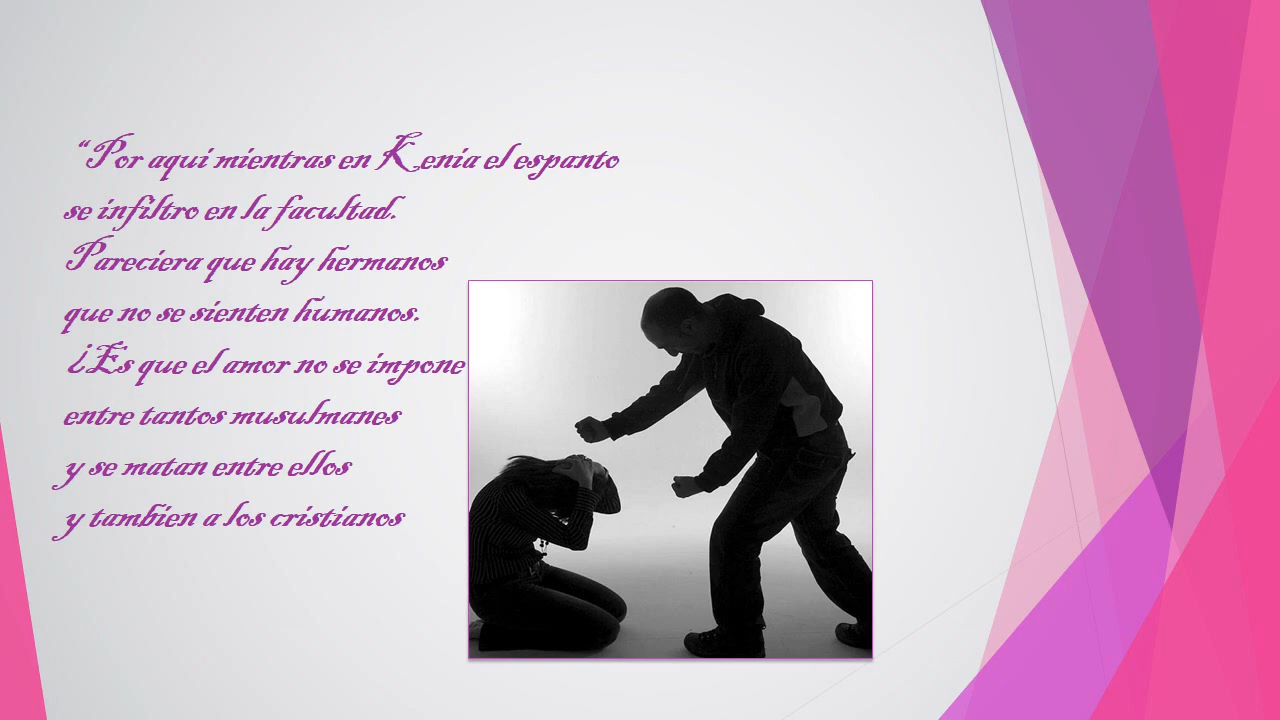 “Por aqui mientras en Kenia el espanto
se infiltro en la facultad.
Pareciera que hay hermanos
que no se sienten humanos.
¿Es que el amor no se impone
entre tantos musulmanes
y se matan entre ellos
y tambien a los cristianos